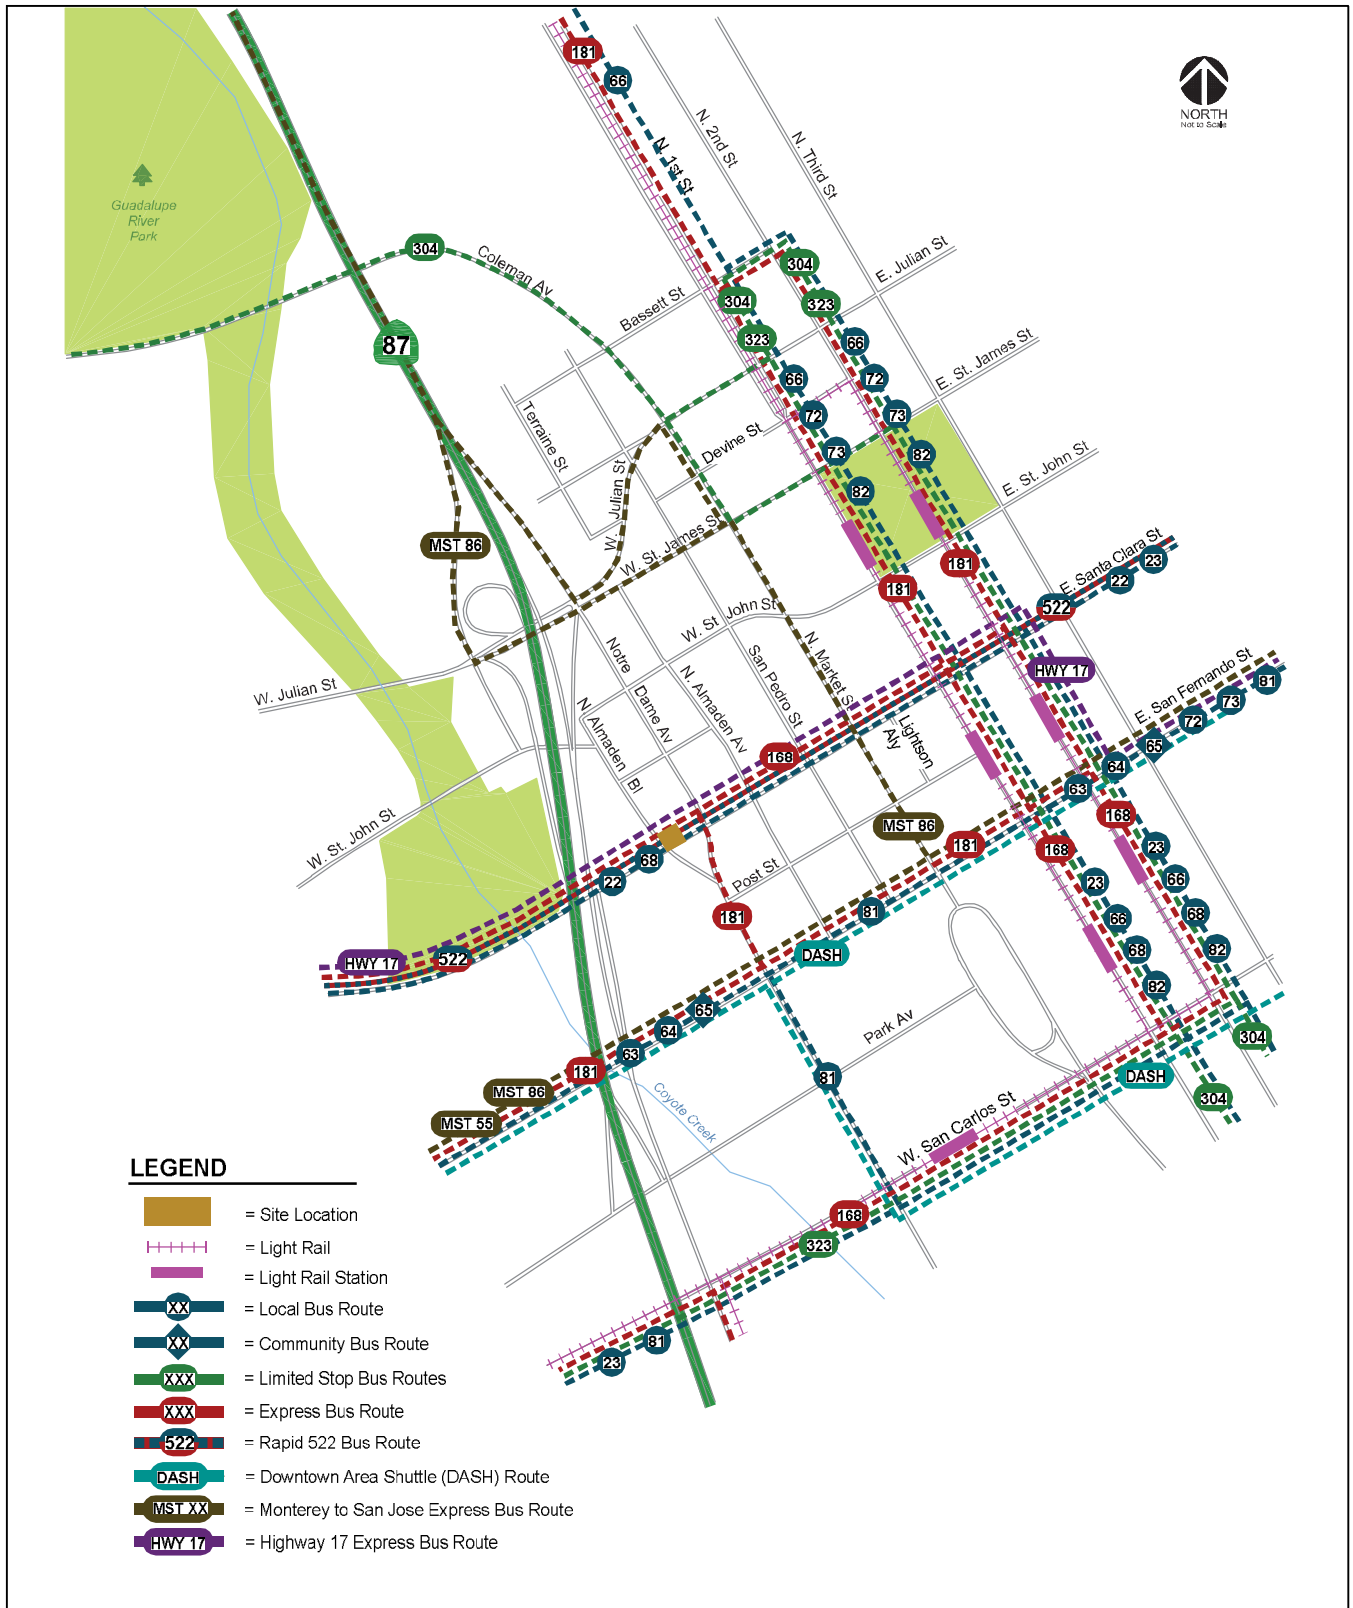 181
66
NORTH
Not to Scale
N. 1st St
N. 2nd St
N. Third St
Guadalupe
River
Park
304
Coleman Av
87
Bassett St
304
323
304
323
E. Julian St
66
72
73
82
66
72
73
82
E. St. James St
Terraine St
Devine St
W. Julian St
W. St. James St
E. St. John St
MST 86
181
181
E. Santa Clara St
23
22
522
HWY 17
W. Julian St
W. St. John St
Notre
Dame Av
N. Almaden Av
San Pedro St
N. Market St
N. Almaden
Bl
Lightson
Aly
E. San Fernando St
81
73
72
65
64
63
168
W. St. John St
68
22
HWY 17
522
MST 86
181
168
168
Post St
181
81
DASH
23
66
68
82
23
66
68
82
65
64
63
181
MST 86
MST 55
Park Av
81
Coyote Creek
304
304
DASH
W. San Carlos St
168
323
81
23
LEGEND
= Site Location
= Light Rail
= Light Rail Station
XX = Local Bus Route
XX = Community Bus Route
XXX = Limited Stop Bus Routes
XXX = Express Bus Route
522 = Rapid 522 Bus Route
DASH = Downtown Area Shuttle (DASH) Route
MST XX = Monterey to San Jose Express Bus Route
HWY 17 = Highway 17 Express Bus Route